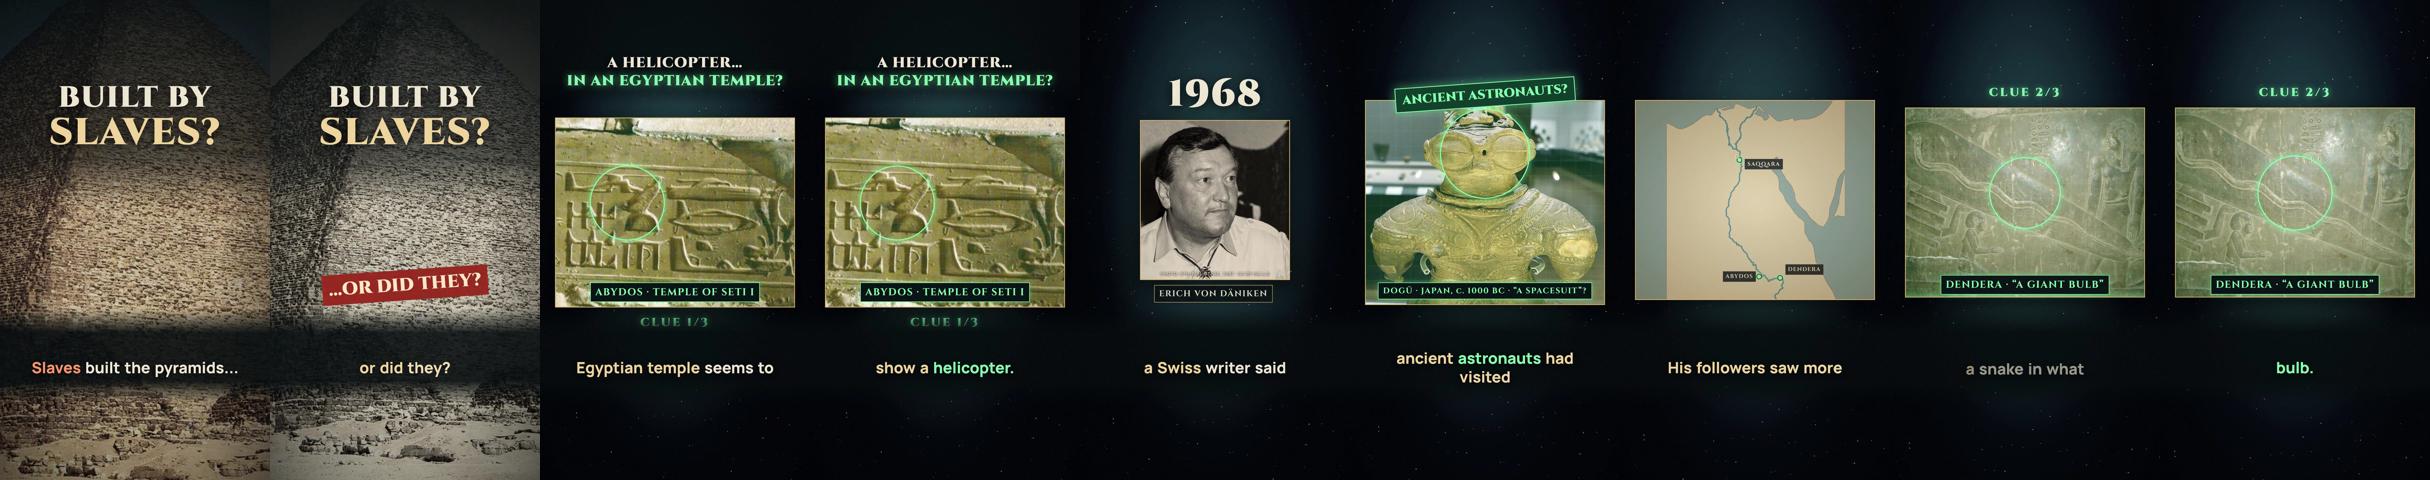 BUILT BY
SLAVES?
Slaves built the pyramids...
BUILT BY
SLAVES?
...OR DID THEY?
or did they?
A HELICOPTER...
IN AN EGYPTIAN TEMPLE?
ABYDOS · TEMPLE OF SETI I
CLUE 1/3
Egyptian temple seems to
A HELICOPTER...
IN AN EGYPTIAN TEMPLE?
ABYDOS · TEMPLE OF SETI I
CLUE 1/3
show a helicopter.
1968
ERICH VON DÄNIKEN
a Swiss writer said
ANCIENT ASTRONAUTS?
DOGŪ · JAPAN, c. 1000 BC · “A SPACESUIT”?
ancient astronauts had
visited
SAQQARA
ABYDOS
DENDERA
His followers saw more
CLUE 2/3
DENDERA · “A GIANT BULB”
a snake in what
CLUE 2/3
DENDERA · “A GIANT BULB”
bulb.